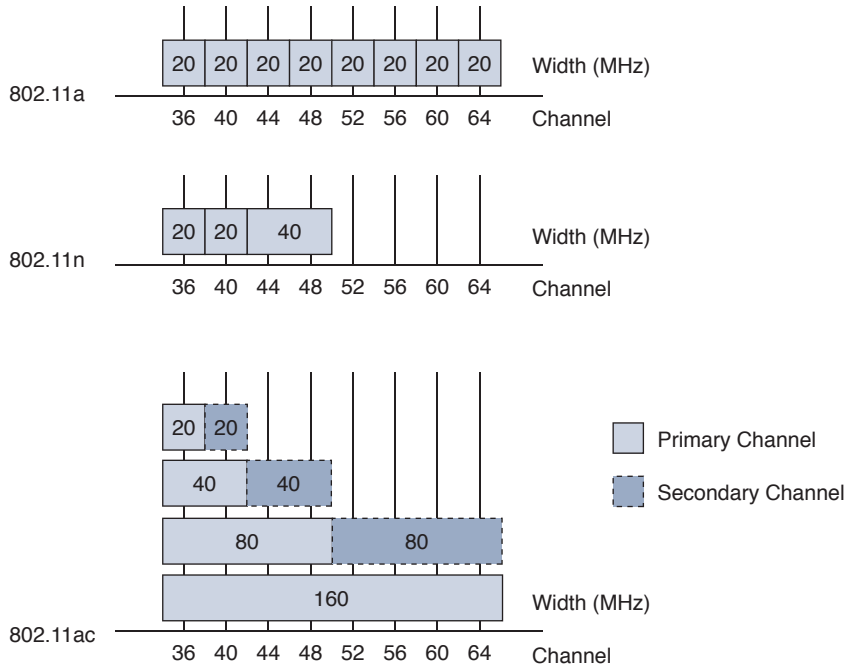 20 20 20 20 20 20 20 20 Width (MHz)
802.11a
36 40 44 48 52 56 60 64 Channel
20 20 40 Width (MHz)
802.11n
36 40 44 48 52 56 60 64 Channel
20 20
Primary Channel
40 40
Secondary Channel
80 80
160 Width (MHz)
802.11ac
36 40 44 48 52 56 60 64 Channel